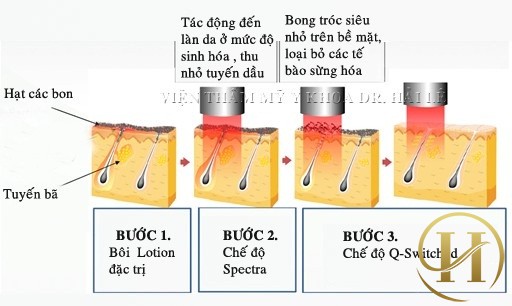 Tác động đến
làn da ở mức độ
sinh hóa , thu
nhỏ tuyến dầu
Bong tróc siêu
nhỏ trên bề mặt,
loại bỏ các tế
bào sừng hóa
Hạt các bon
VIỆN THẨM MỸ Y KHOA DR. HẢI LÊ
Tuyến bã
BƯỚC 1.
Bôi Lotion
đặc trị
BƯỚC 2.
Chế độ
Spectra
BƯỚC 3.
Chế độ Q-Switched
H